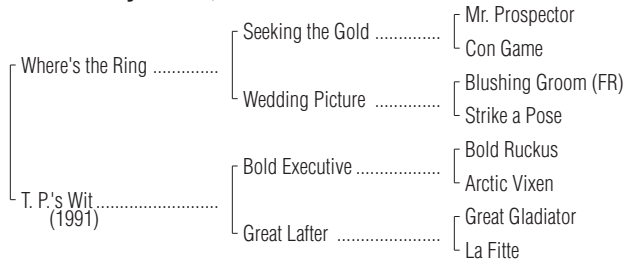 Where's the Ring ..............
T. P.'s Wit ..........................
(1991)
Seeking the Gold ..............
Wedding Picture ..............
Bold Executive ..................
Great Lafter ......................
Mr. Prospector
Con Game
Blushing Groom (FR)
Strike a Pose
Bold Ruckus
Arctic Vixen
Great Gladiator
La Fitte